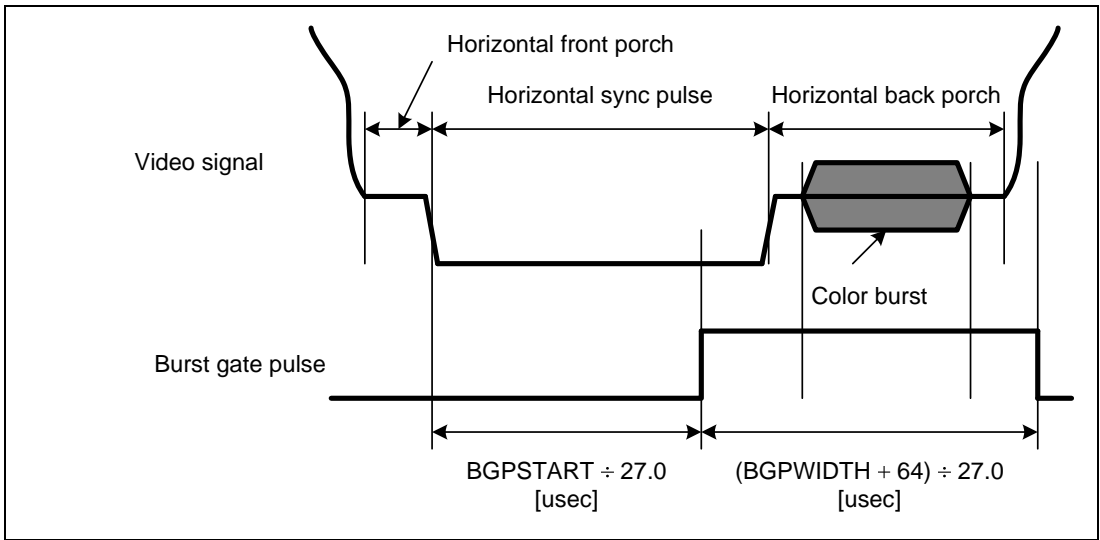 Horizontal front porch
Horizontal sync pulse
Horizontal back porch
Video signal
Color burst
Burst gate pulse
BGPSTART ÷ 27.0
[usec]
(BGPWIDTH + 64) ÷ 27.0
[usec]